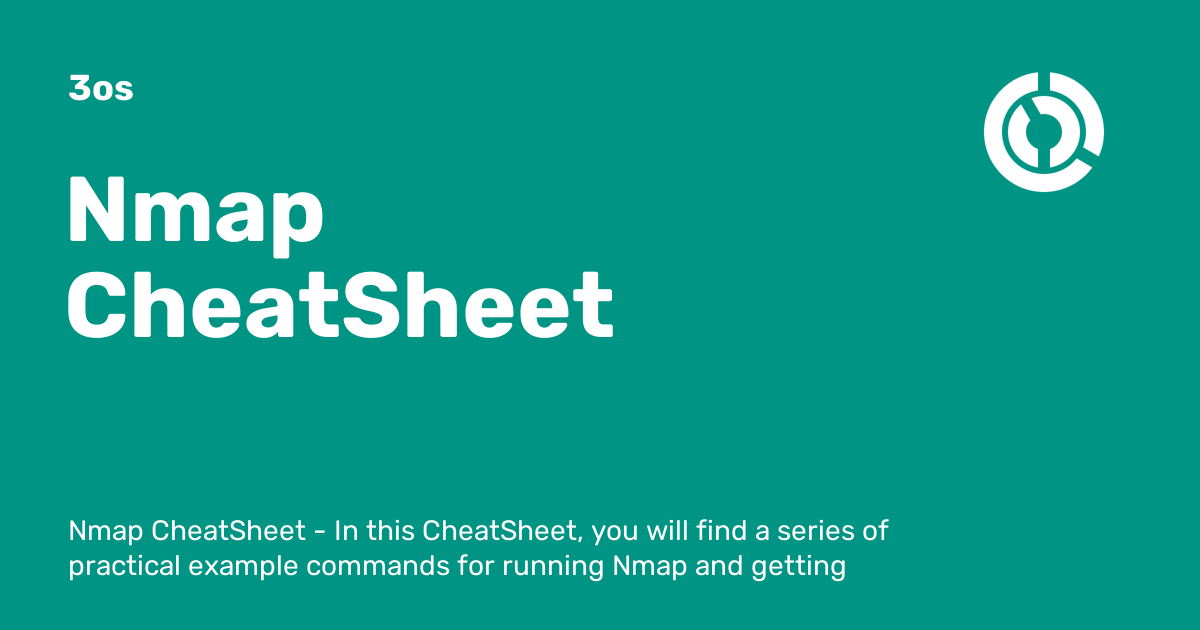 3os
Nmap
CheatSheet
Nmap CheatSheet - In this CheatSheet, you will find a series of
practical example commands for running Nmap and getting